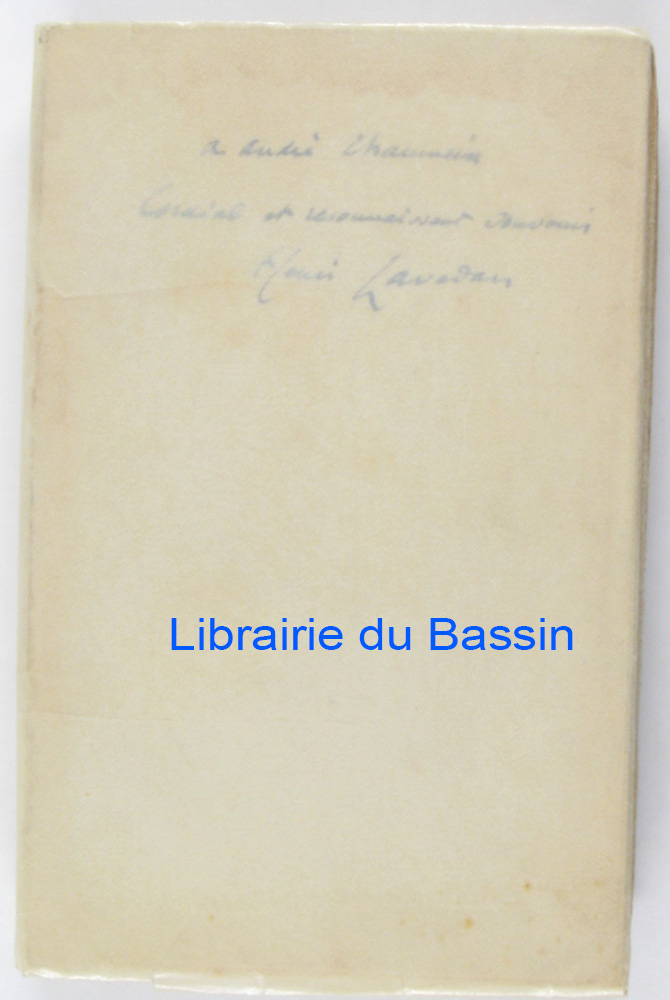 a André Chaumeix
Cordial et reconnaissant souvenir
Henri Lavedan
Librairie du Bassin